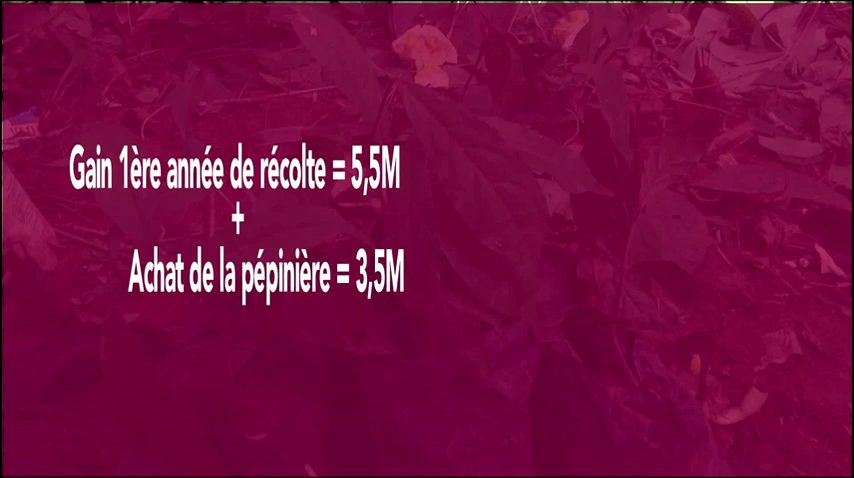 Gain 1ère année de récolte = 5,5M
+
Achat de la pépinière = 3,5M